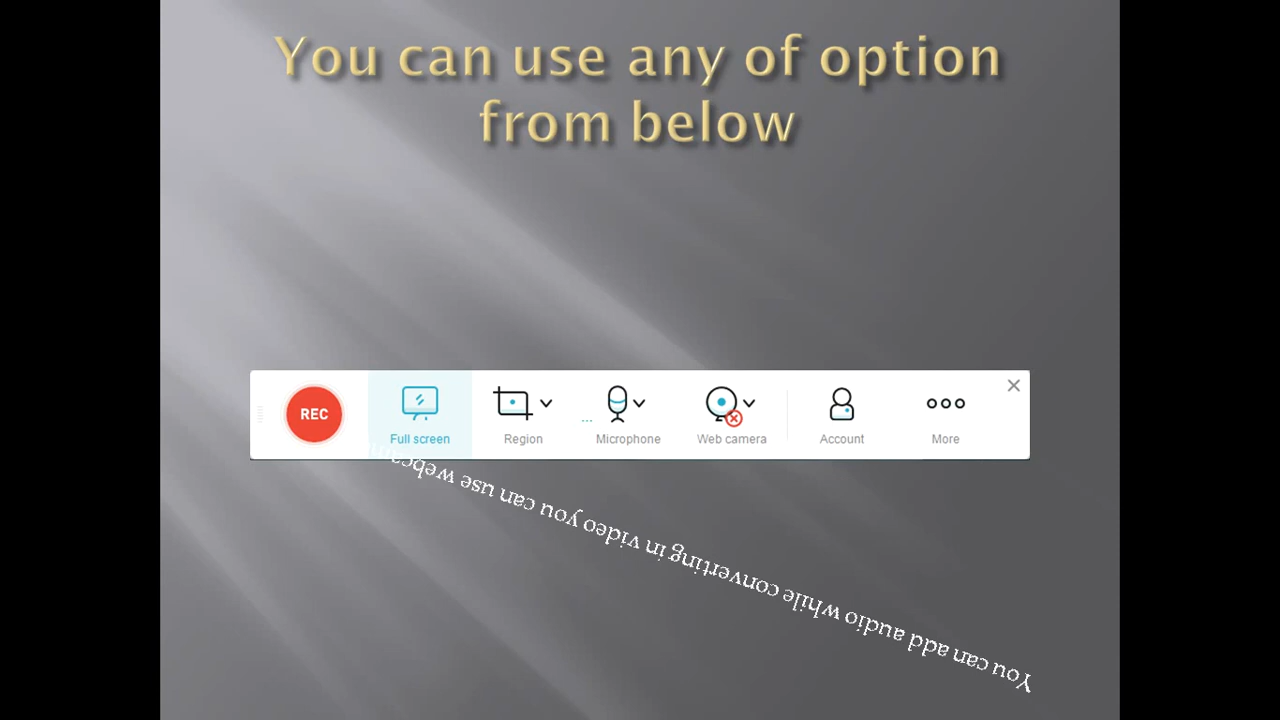 You can use any of option
from below
REC
Full screen
Region
Microphone
Web camera
Account
More
You can add audio while converting in video you can use webcam